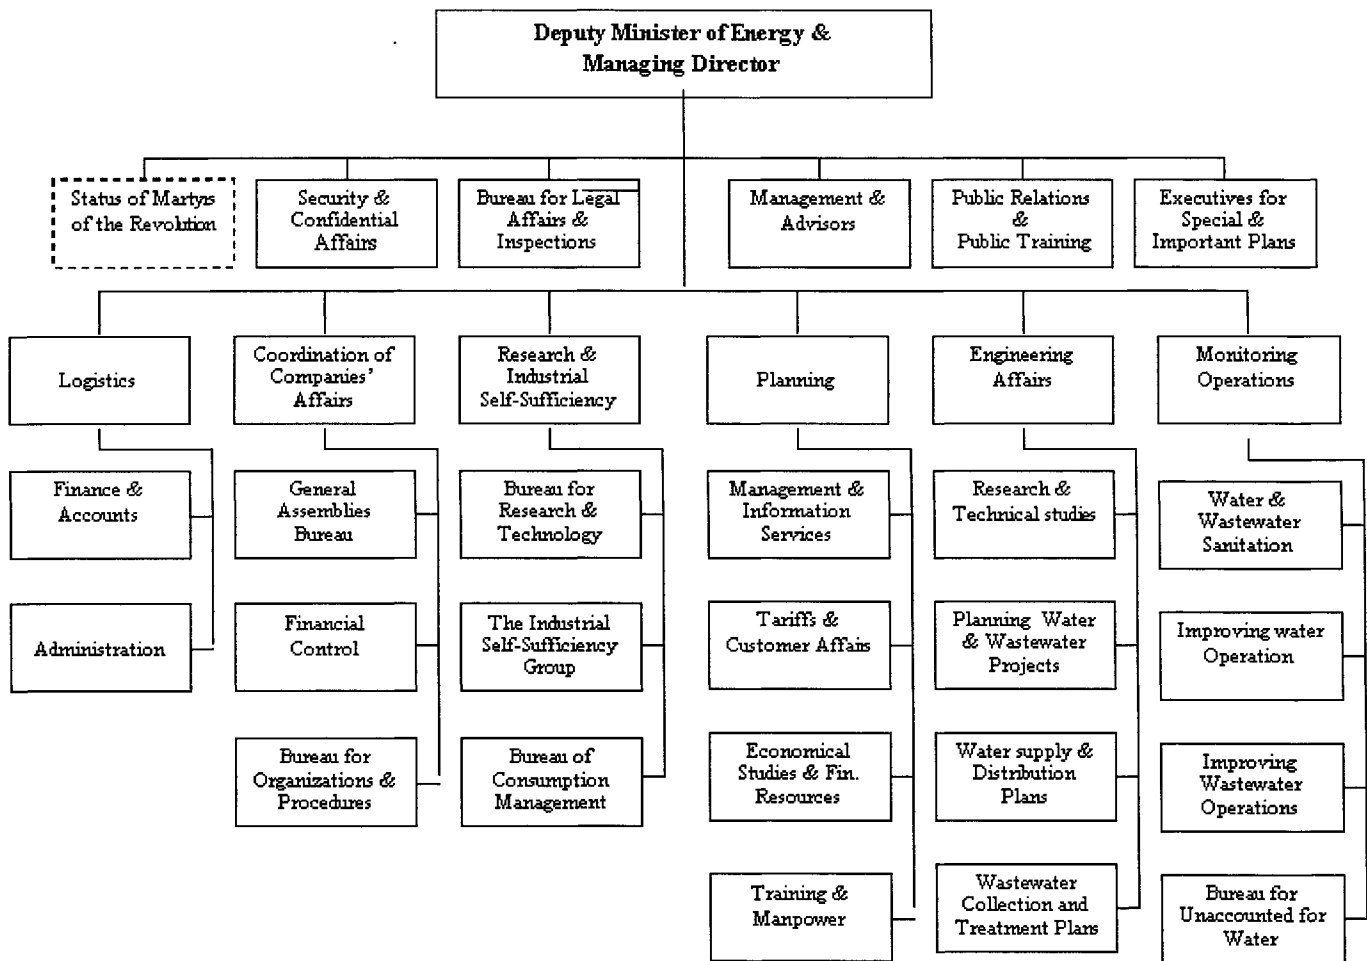 Deputy Minister of Energy &
Managing Director
Status of Martyrs
of the Revolution
Security &
Confidential
Affairs
Bureau for Legal
Affairs &
Inspections
Management &
Advisors
Public Relations
&
Public Training
Executives for
Special &
Important Plans
Logistics
Coordination of
Companies'
Affairs
Research &
Industrial
Self-Sufficiency
Planning
Engineering
Affairs
Monitoring
Operations
Finance &
Accounts
General
Assemblies
Bureau
Bureau for
Research &
Technology
Management &
Information
Services
Research &
Technical studies
Water &
Wastewater
Sanitation
Administration
Financial
Control
The Industrial
Self-Sufficiency
Group
Tariffs &
Customer Affairs
Planning Water
& Wastewater
Projects
Improving water
Operation
Bureau for
Organizations &
Procedures
Bureau of
Consumption
Management
Economical
Studies & Fin.
Resources
Water supply &
Distribution
Plans
Improving
Wastewater
Operations
Training &
Manpower
Wastewater
Collection and
Treatment Plans
Bureau for
Unaccounted for
Water